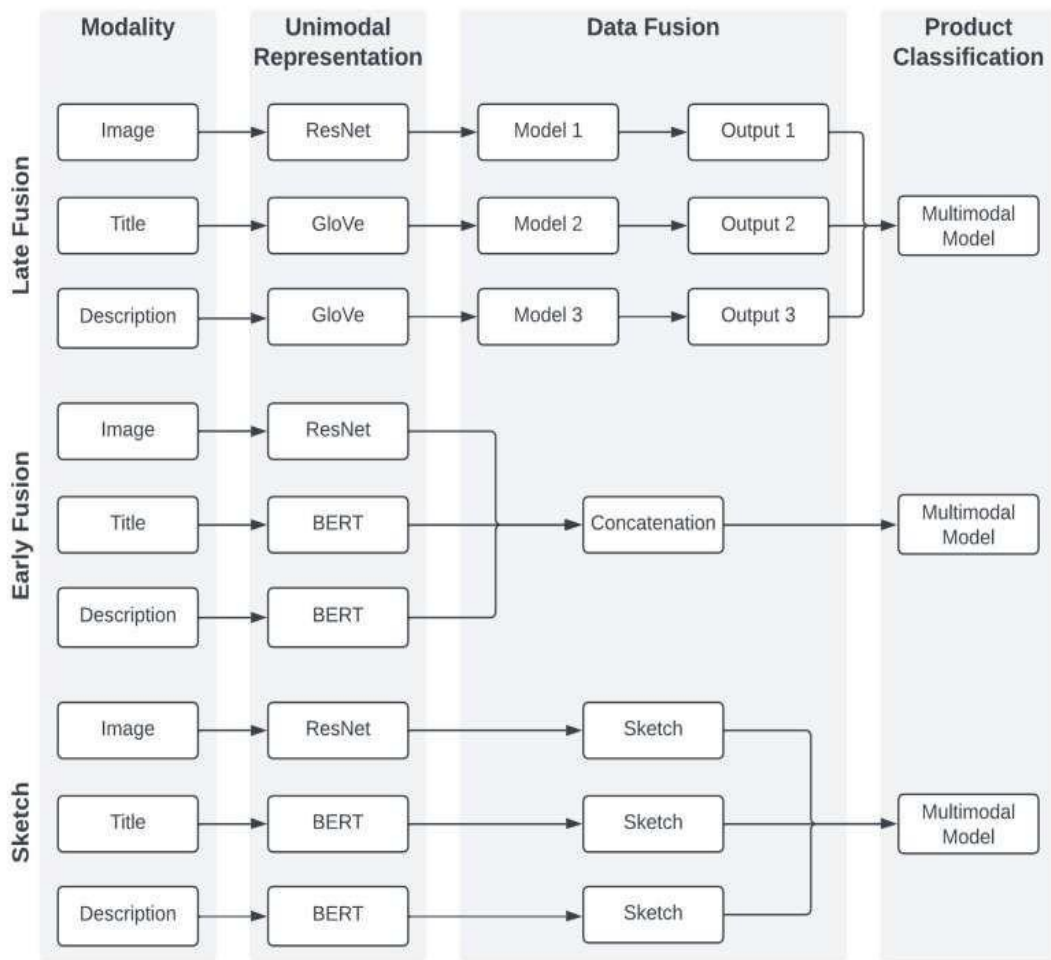 Modality
Unimodal
Representation
Data Fusion
Product
Classification
Late Fusion
Image
ResNet
Model 1
Output 1
Title
GloVe
Model 2
Output 2
Multimodal
Model
Description
GloVe
Model 3
Output 3
Early Fusion
Image
ResNet
Title
BERT
Concatenation
Multimodal
Model
Description
BERT
Sketch
Image
ResNet
Sketch
Title
BERT
Sketch
Multimodal
Model
Description
BERT
Sketch